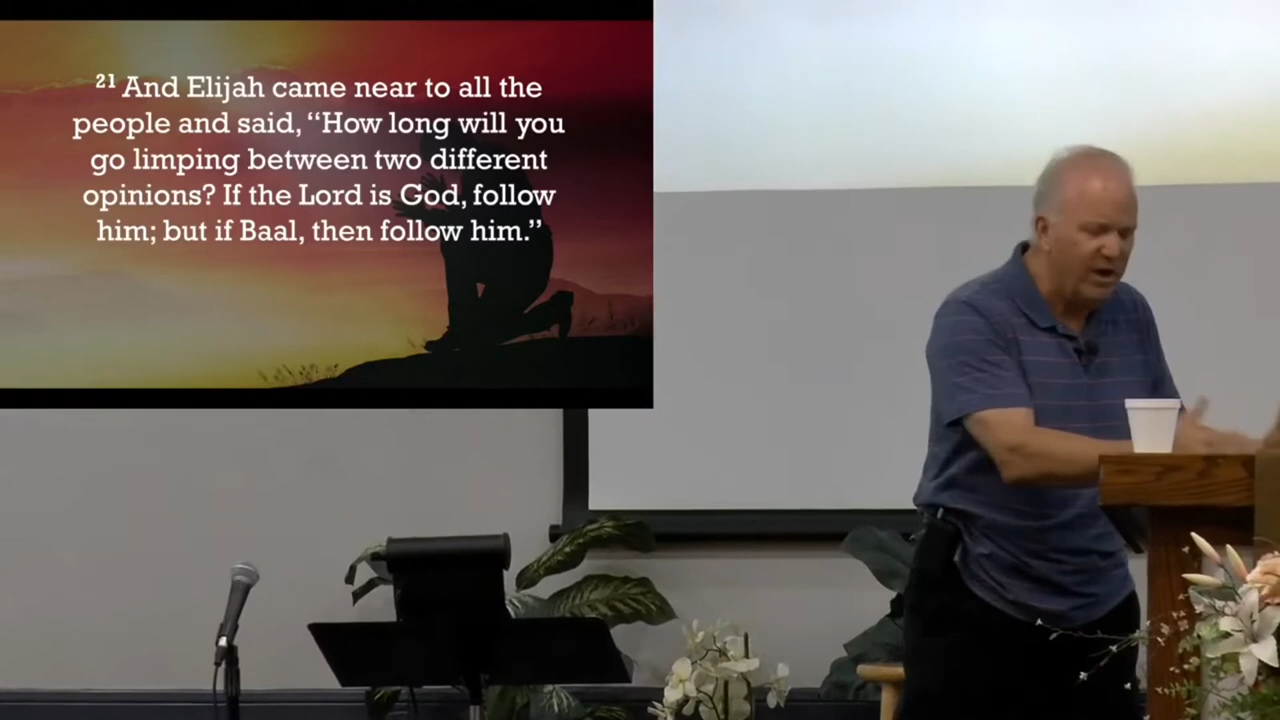 21 And Elijah came near to all the
people and said, “How long will you
go limping between two different
opinions? If the Lord is God, follow
him; but if Baal, then follow him.”